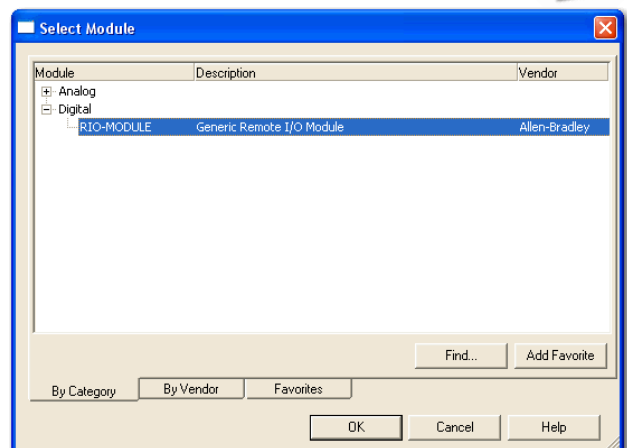 Select Module
Module Description Vendor
Analog
Digital
RIO-MODULE Generic Remote I/O Module Allen-Bradley
Find... Add Favorite
By Category By Vendor Favorites
OK Cancel Help